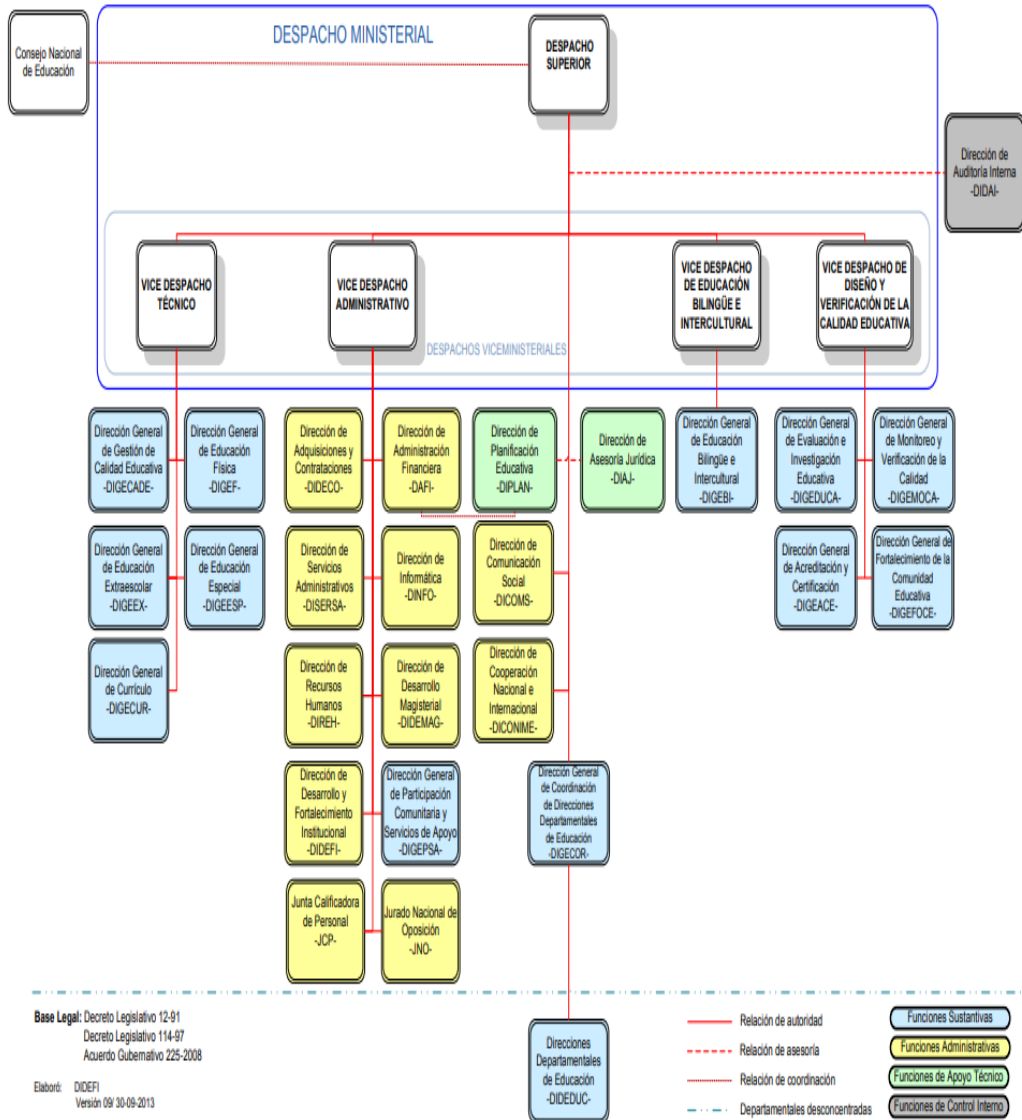 DESPACHO MINISTERIAL
Consejo Nacional
de Educación
DESPACHO
SUPERIOR
Dirección de
Auditoría Interna
-DIDAI-
VICE DESPACHO
TÉCNICO
VICE DESPACHO
ADMINISTRATIVO
VICE DESPACHO
DE EDUCACIÓN
BILINGÜE E
INTERCULTURAL
VICE DESPACHO DE
DISEÑO Y
VERIFICACIÓN DE LA
CALIDAD EDUCATIVA
DESPACHOS VICEMINISTERIALES
Dirección General
de Gestión de
Calidad Educativa
-DIGECADE-
Dirección General
de Educación
Física
-DIGEF-
Dirección de
Adquisiciones y
Contrataciones
-DIDECO-
Dirección de
Administración
Financiera
-DAFI-
Dirección de
Planificación
Educativa
-DIPLAN-
Dirección de
Asesoría Jurídica
-DIAJ-
Dirección General
de Educación
Bilingüe e
Intercultural
-DIGEBI-
Dirección General
de Evaluación e
Investigación
Educativa
-DIGEDUCA-
Dirección General
de Monitoreo y
Verificación de la
Calidad
-DIGEMOCA-
Dirección General
de Educación
Extraescolar
-DIGEEX-
Dirección General
de Educación
Especial
-DIGEESP-
Dirección de
Servicios
Administrativos
-DISERSA-
Dirección de
Informática
-DINFO-
Dirección de
Comunicación
Social
-DICOMS-
Dirección General
de Acreditación y
Certificación
-DIGEACE-
Dirección General de
Fortalecimiento de la
Comunidad
Educativa
-DIGEFOCE-
Dirección General
de Currículo
-DIGECUR-
Dirección de
Recursos
Humanos
-DIREH-
Dirección de
Desarrollo
Magisterial
-DIDEMAG-
Dirección de
Cooperación
Nacional e
Internacional
-DICONIME-
Dirección de
Desarrollo y
Fortalecimiento
Institucional
-DIDEFI-
Dirección General
de Participación
Comunitaria y
Servicios de Apoyo
-DIGEPSA-
Dirección General
de Coordinación
de Direcciones
Departamentales
de Educación
-DIGECOR-
Junta Calificadora
de Personal
-JCP-
Jurado Nacional de
Oposición
-JNO-
Base Legal: Decreto Legislativo 12-91
Decreto Legislativo 114-97
Acuerdo Gubernativo 225-2008
Elaboró: DIDEFI
Versión 09/ 30-09-2013
Direcciones
Departamentales
de Educación
-DIDEDUC-
Relación de autoridad
Relación de asesoría
Relación de coordinación
Departamentales desconcentradas
Funciones Sustantivas
Funciones Administrativas
Funciones de Apoyo Técnico
Funciones de Control Interno